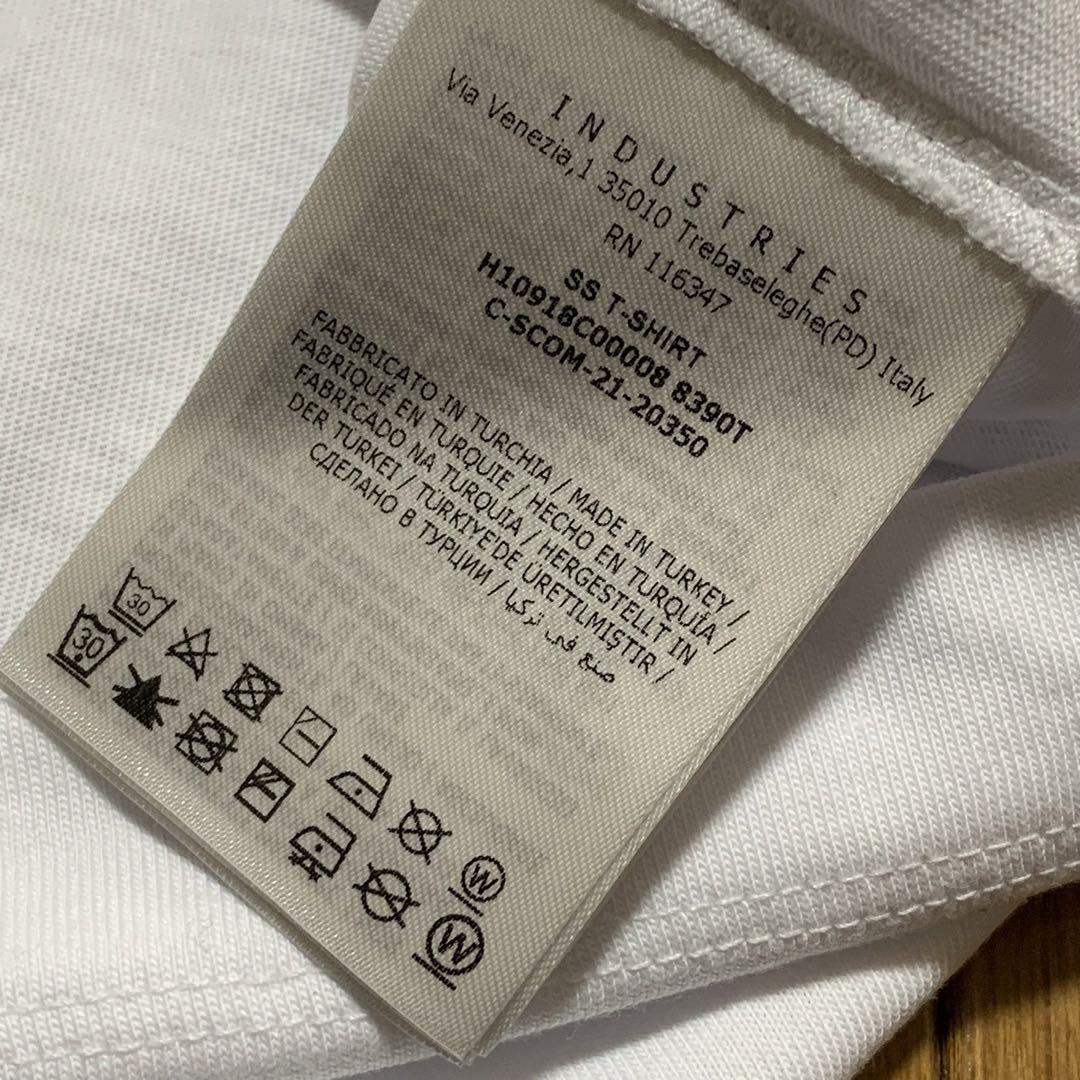 INDUSTRIES
Via Venezia,1 35010 Trebaseleghe(PD) Italy
RN 116347
SS T-SHIRT
H10918C00008 8390T
C-SCOM-21-20350
FABBRICATO IN TURCHIA / MADE IN TURKEY /
FABRIQUÉ EN TURQUIE / HECHO EN TURQUÍA /
FABRICADO NA TURQUIA / HERGESTELLT IN
DER TÜRKEI / TÜRKIYE'DE ÜRETILMIŞTIR /
СДЕЛАНО В ТУРЦИИ / صنع في تركيا
30
W
30
W